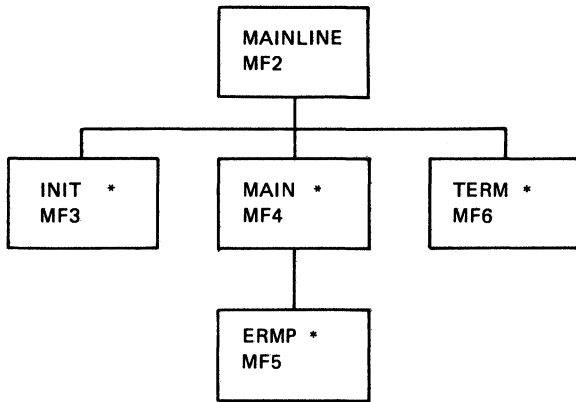 MAINLINE
MF2
INIT *
MF3
MAIN *
MF4
TERM *
MF6
ERMP *
MF5